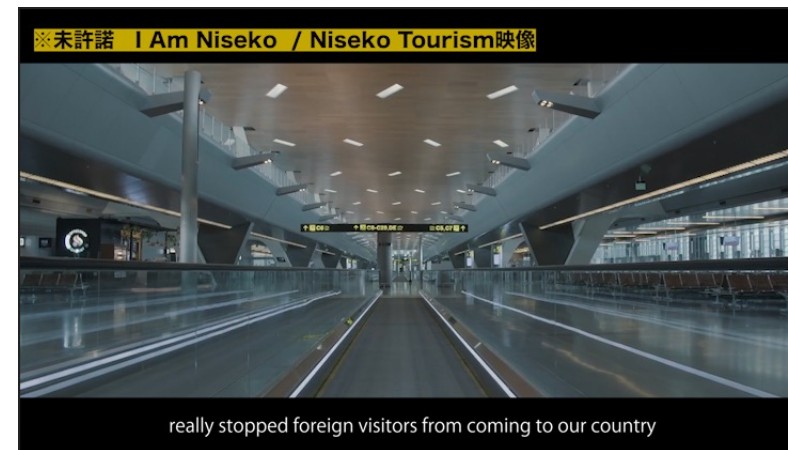 ※未許諾　I Am Niseko / Niseko Tourism映像
really stopped foreign visitors from coming to our country